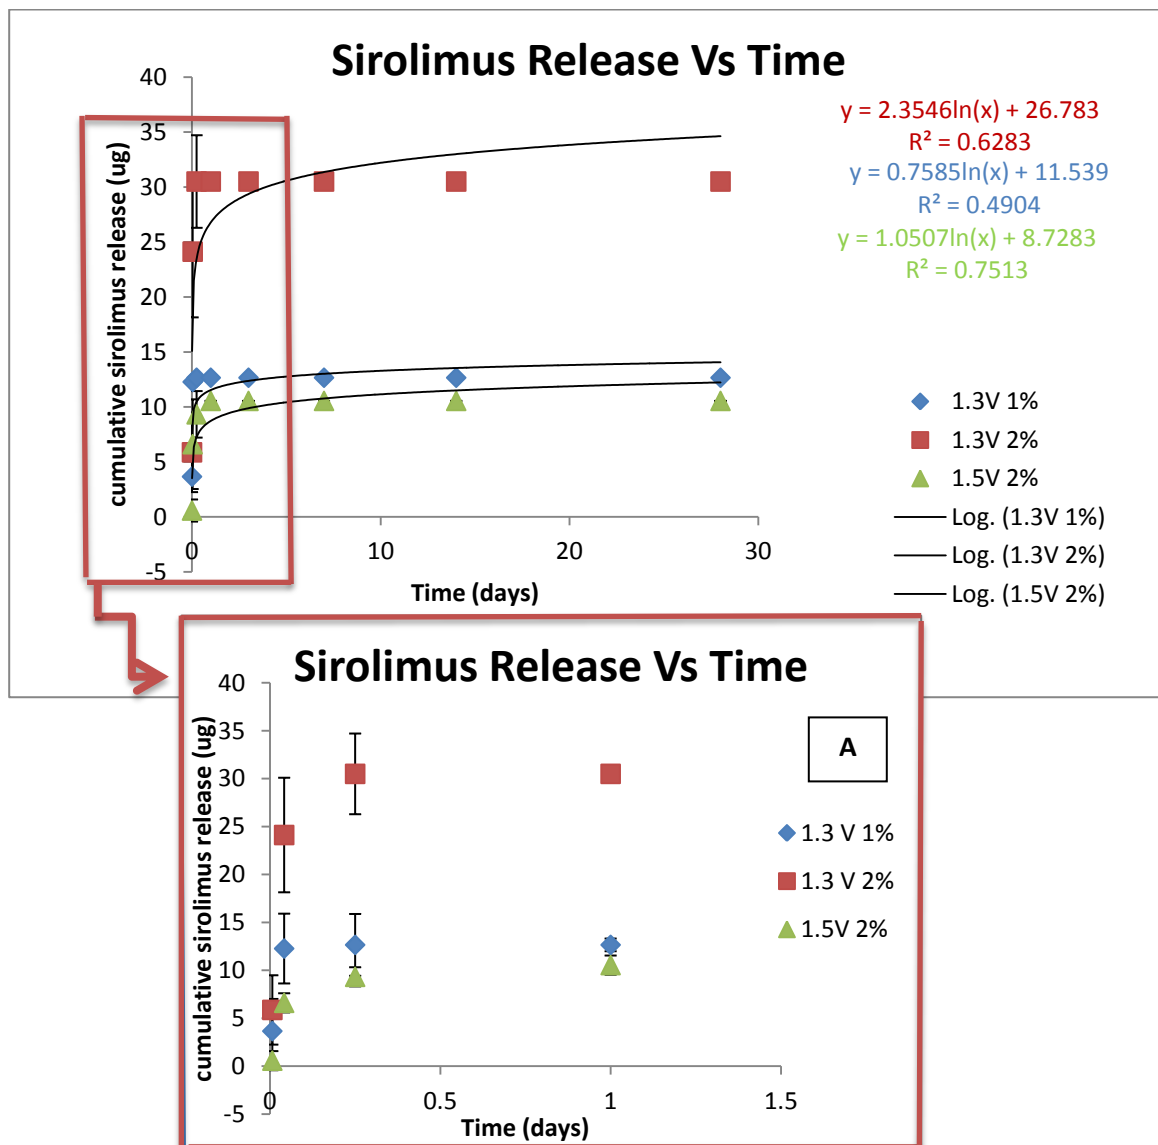 Sirolimus Release Vs Time
y = 2.3546ln(x) + 26.783
R² = 0.6283
y = 0.7585ln(x) + 11.539
R² = 0.4904
y = 1.0507ln(x) + 8.7283
R² = 0.7513
cumulative sirolimus release (ug)
40
35
30
25
20
15
10
5
0
-5
0
10
20
30
Time (days)
1.3V 1%
1.3V 2%
1.5V 2%
Log. (1.3V 1%)
Log. (1.3V 2%)
Log. (1.5V 2%)
Sirolimus Release Vs Time
cumulative sirolimus release (ug)
40
35
30
25
20
15
10
5
0
-5
0
0.5
1
1.5
Time (days)
A
1.3 V 1%
1.3 V 2%
1.5V 2%